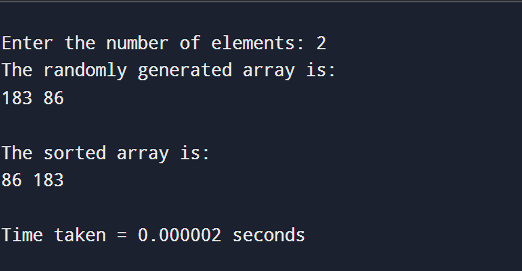 Enter the number of elements: 2
The randomly generated array is:
183 86
The sorted array is:
86 183
Time taken = 0.000002 seconds